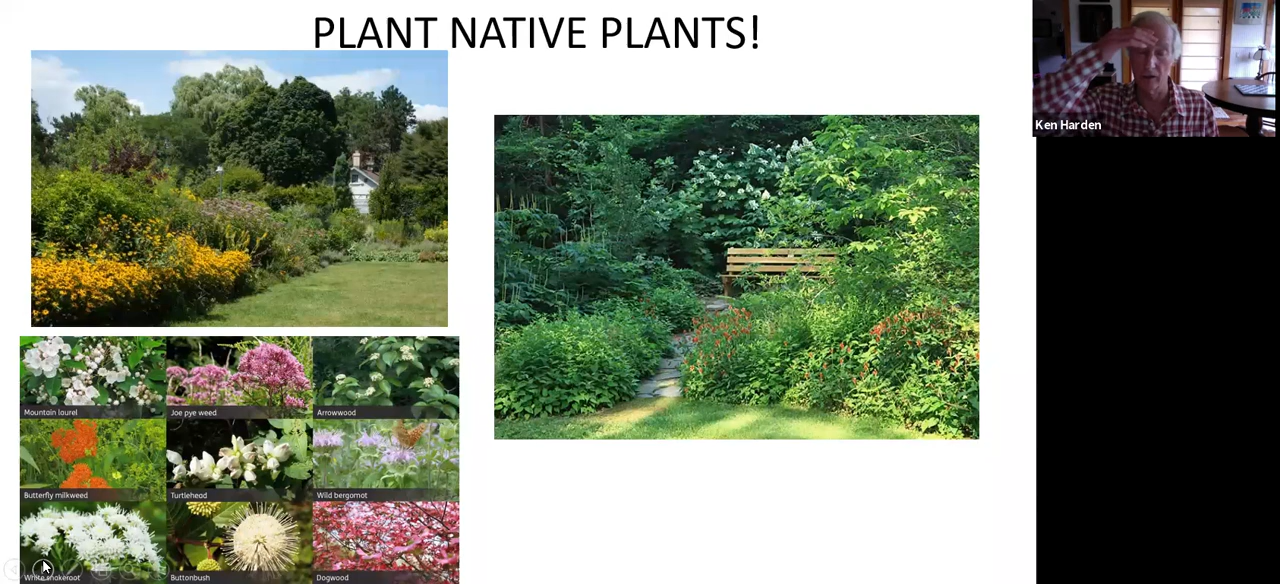 PLANT NATIVE PLANTS!
Ken Harden
Mountain laurel
Joe pye weed
Arrowwood
Butterfly milkweed
Turtlehead
Wild bergomot
White snakeroot
Buttonbush
Dogwood